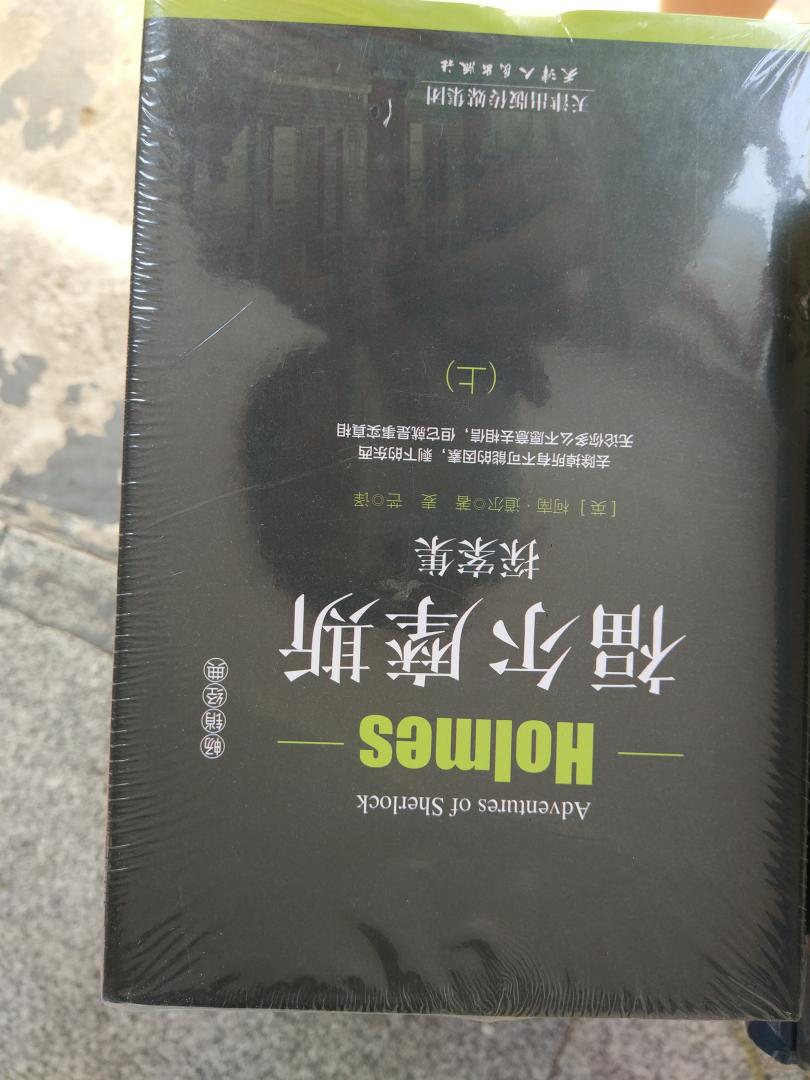 Adventures of Sherlock
Holmes
畅销经典
福尔摩斯
探案集
[英] 柯南·道尔◎著 麦芒◎译
去除掉所有不可能的因素，剩下的东西
无论你多么不愿意去相信，但它就是事实真相
（上）
天津出版传媒集团
天津人民出版社